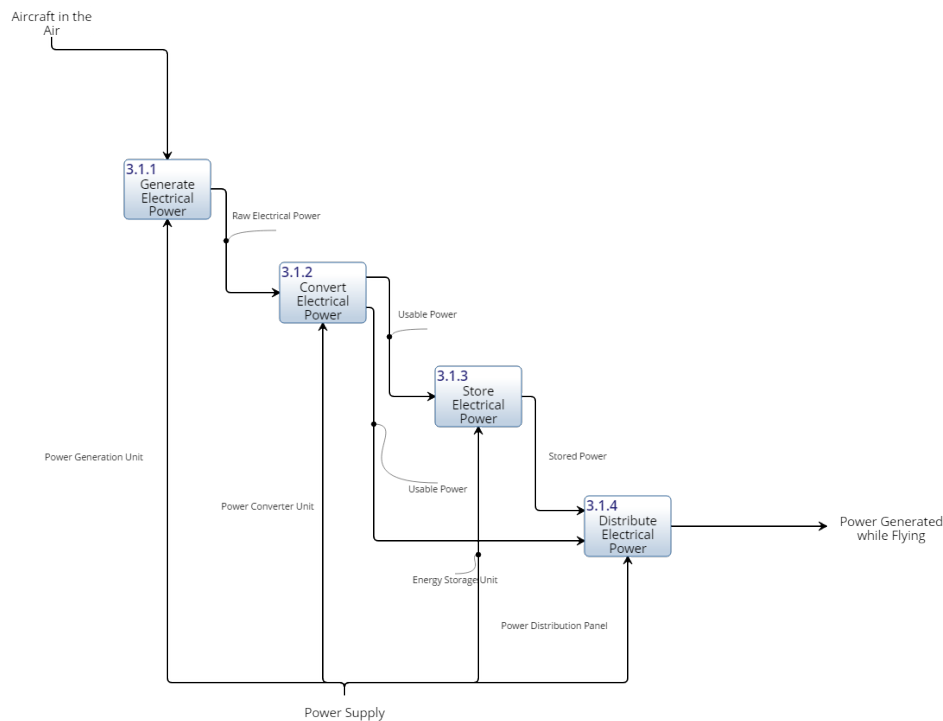 Aircraft in the
Air
3.1.1
Generate
Electrical
Power
Raw Electrical Power
3.1.2
Convert
Electrical
Power
Usable Power
3.1.3
Store
Electrical
Power
Power Generation Unit
Stored Power
Usable Power
Power Converter Unit
3.1.4
Distribute
Electrical
Power
Power Generated
while Flying
Energy Storage Unit
Power Distribution Panel
Power Supply